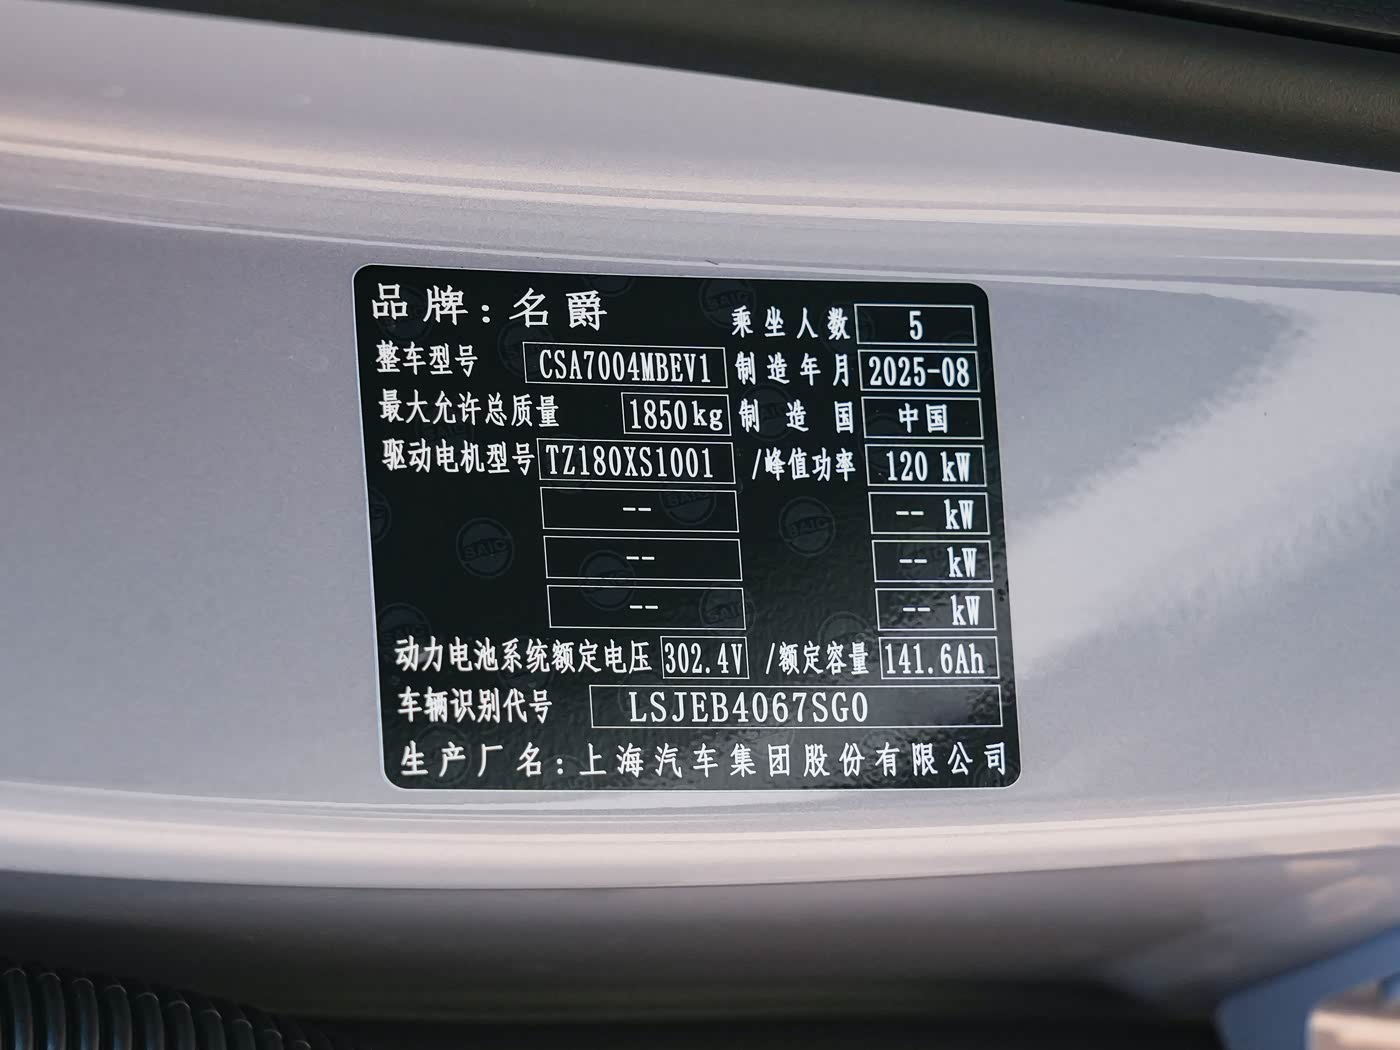 品牌：名爵 乘坐人数 5
整车型号 CSA7004MBEV1 制造年月 2025-08
最大允许总质量 1850kg 制造国 中国
驱动电机型号 TZ180XS1001 /峰值功率 120 kW
-- -- kW
-- -- kW
-- -- kW
动力电池系统额定电压 302.4V /额定容量 141.6Ah
车辆识别代号 LSJEB4067SG0
生产厂名：上海汽车集团股份有限公司
SAIC